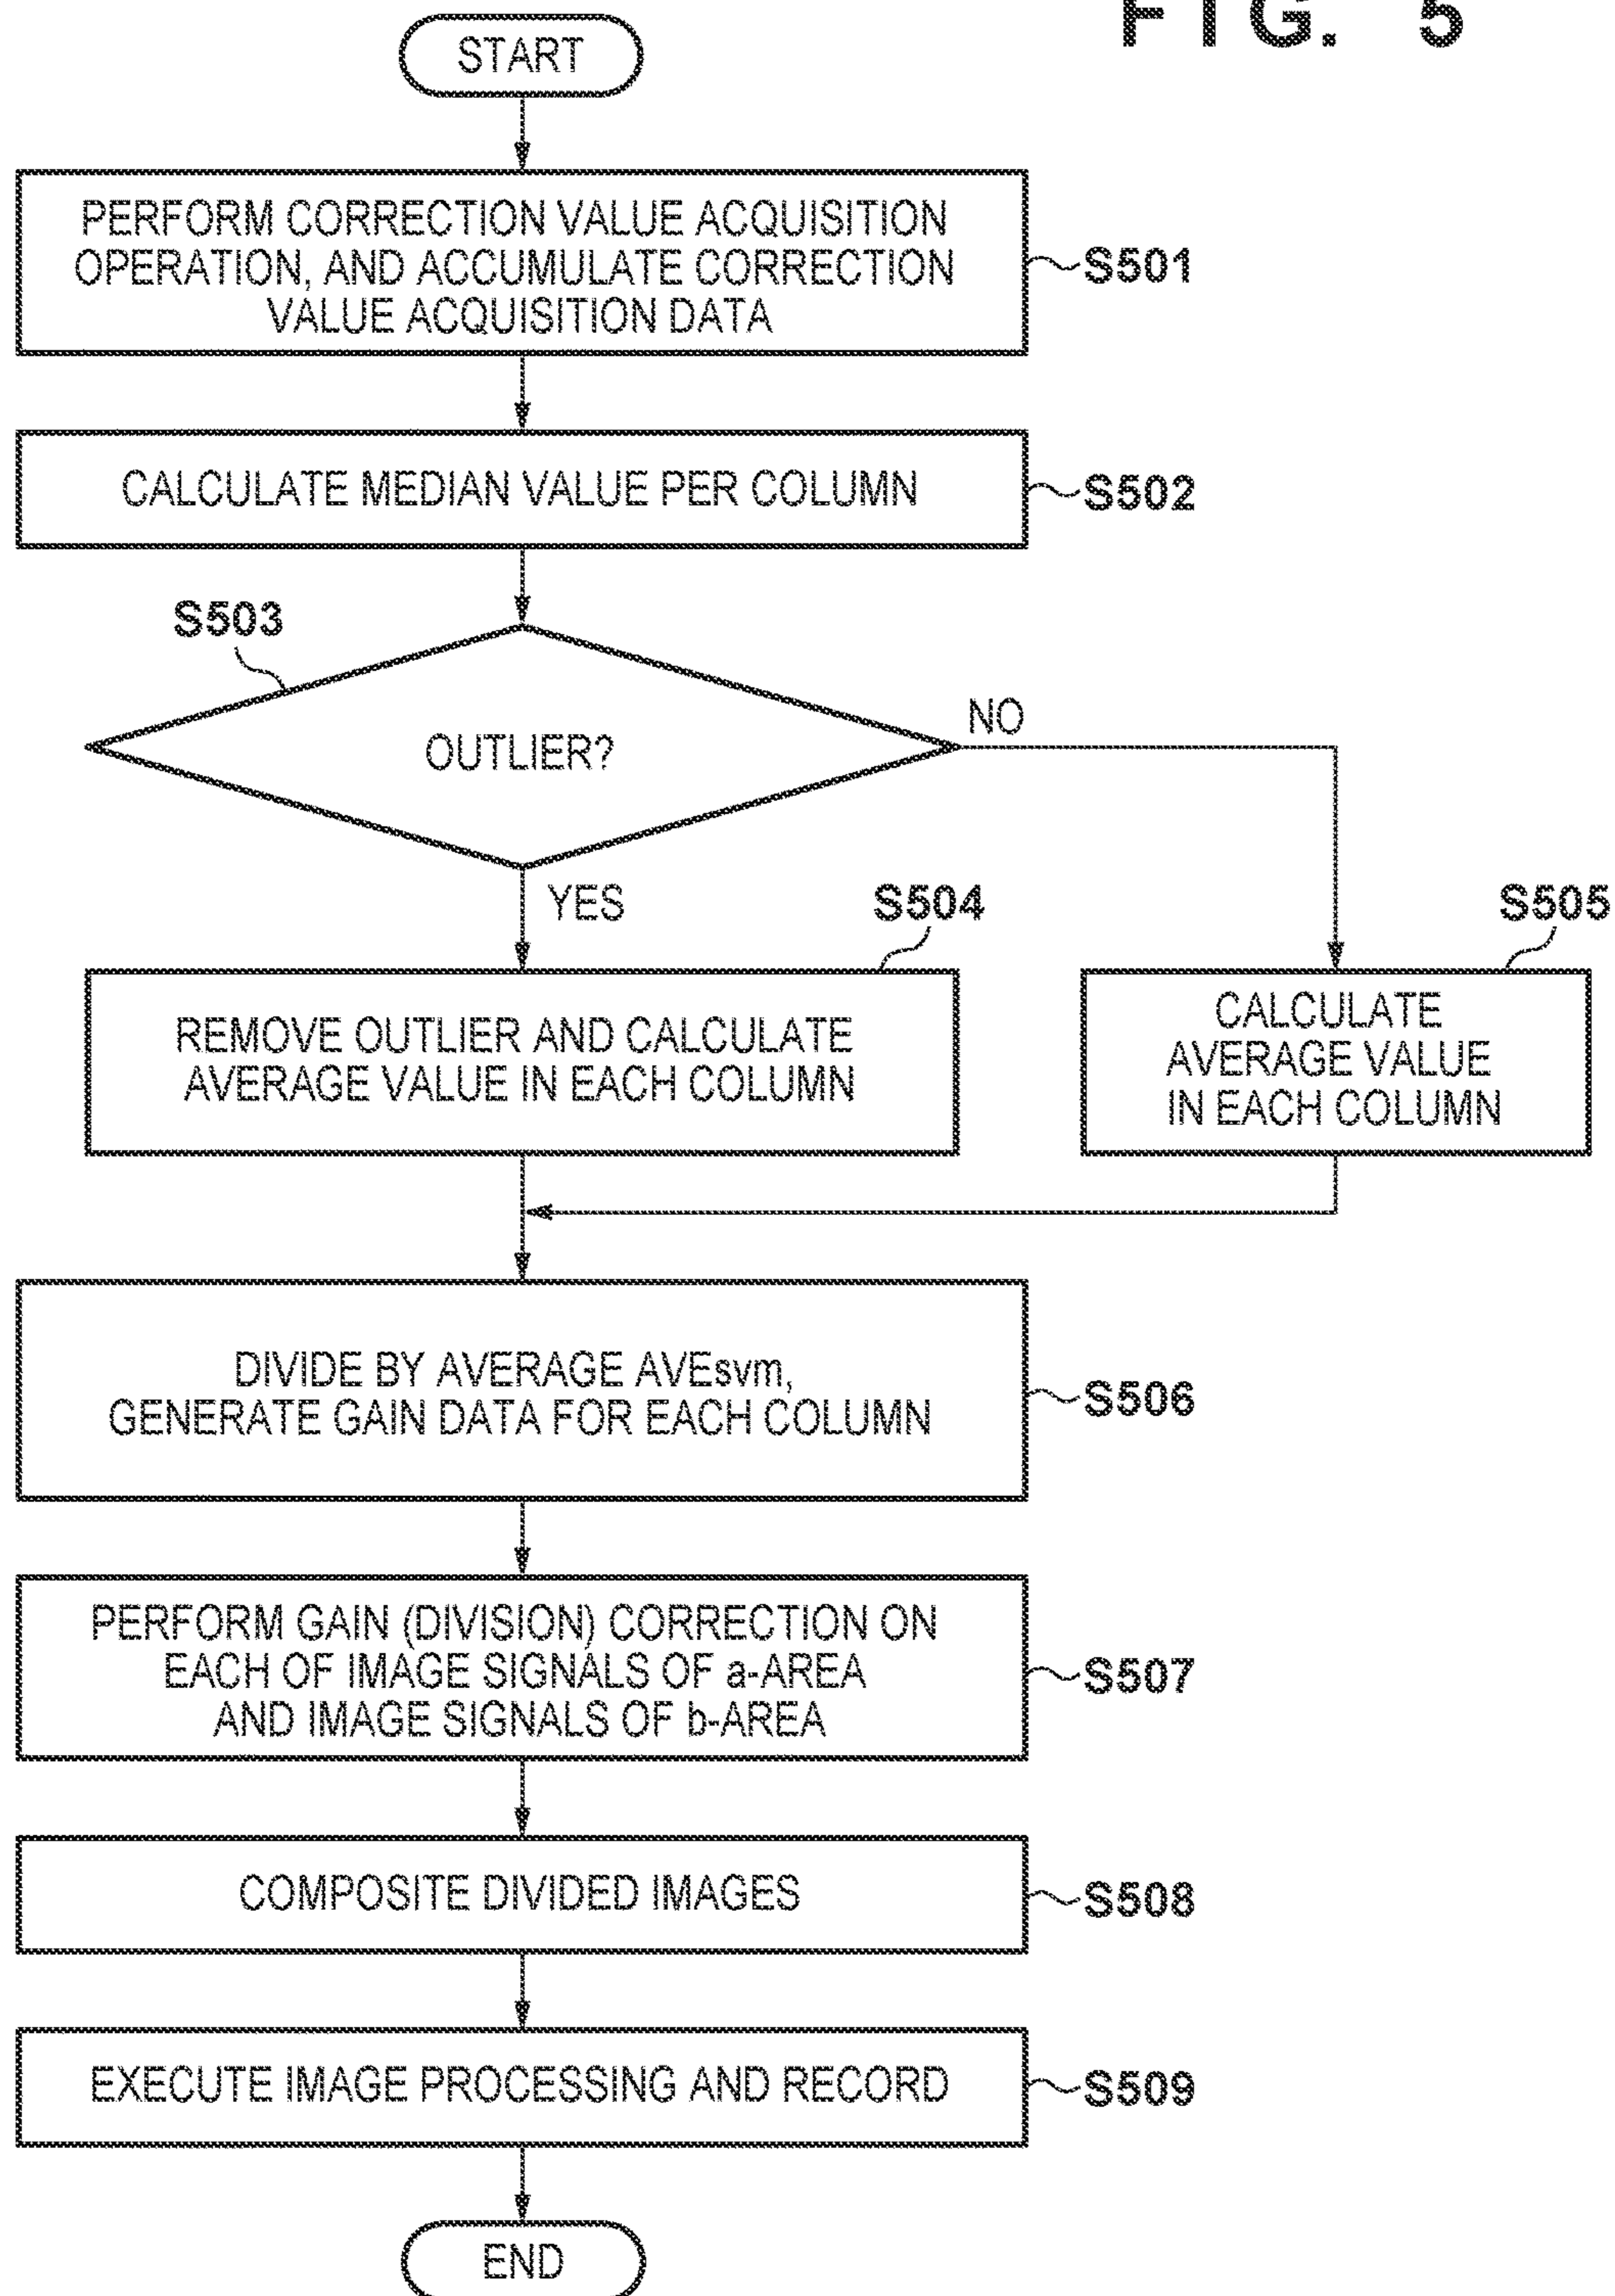 FIG. 5
START
PERFORM CORRECTION VALUE ACQUISITION
OPERATION, AND ACCUMULATE CORRECTION
VALUE ACQUISITION DATA
S501
CALCULATE MEDIAN VALUE PER COLUMN
S502
S503
OUTLIER?
NO
YES
S504
REMOVE OUTLIER AND CALCULATE
AVERAGE VALUE IN EACH COLUMN
S505
CALCULATE
AVERAGE VALUE
IN EACH COLUMN
DIVIDE BY AVERAGE AVEsvm,
GENERATE GAIN DATA FOR EACH COLUMN
S506
PERFORM GAIN (DIVISION) CORRECTION ON
EACH OF IMAGE SIGNALS OF a-AREA
AND IMAGE SIGNALS OF b-AREA
S507
COMPOSITE DIVIDED IMAGES
S508
EXECUTE IMAGE PROCESSING AND RECORD
S509
END